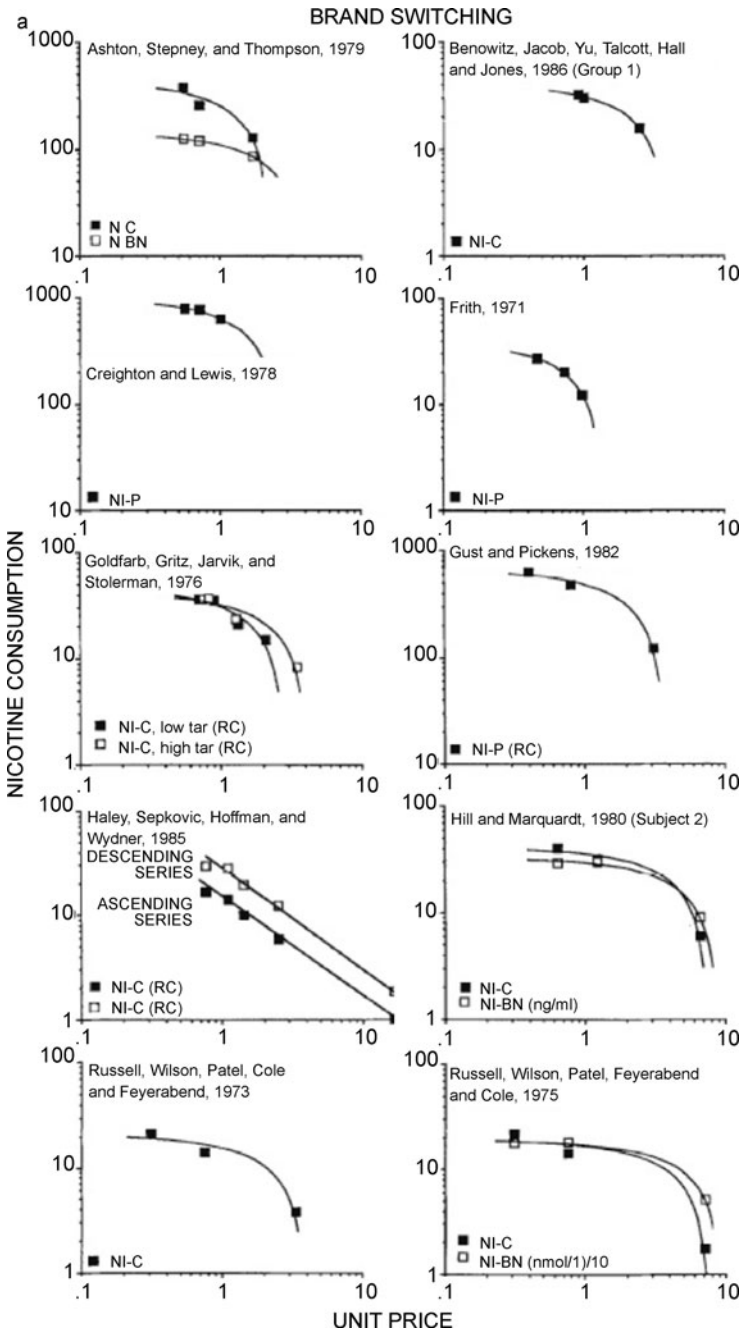 a
BRAND SWITCHING
NICOTINE CONSUMPTION
1000
100
10
.1
1
10
Ashton, Stepney, and Thompson, 1979
N C
N BN
100
10
1
.1
1
10
Benowitz, Jacob, Yu, Talcott, Hall
and Jones, 1986 (Group 1)
NI-C
1000
100
10
.1
1
10
Creighton and Lewis, 1978
NI-P
100
10
1
.1
1
10
Frith, 1971
NI-P
100
10
1
.1
1
10
Goldfarb, Gritz, Jarvik, and
Stolerman, 1976
NI-C, low tar (RC)
NI-C, high tar (RC)
1000
100
10
.1
1
10
Gust and Pickens, 1982
NI-P (RC)
100
10
1
.1
1
10
Haley, Sepkovic, Hoffman, and
Wydner, 1985
DESCENDING
SERIES
ASCENDING
SERIES
NI-C (RC)
NI-C (RC)
100
10
1
.1
1
10
Hill and Marquardt, 1980 (Subject 2)
NI-C
NI-BN (ng/ml)
100
10
1
.1
1
10
Russell, Wilson, Patel, Cole
and Feyerabend, 1973
NI-C
100
10
1
.1
1
10
Russell, Wilson, Patel, Feyerabend
and Cole, 1975
NI-C
NI-BN (nmol/1)/10
UNIT PRICE